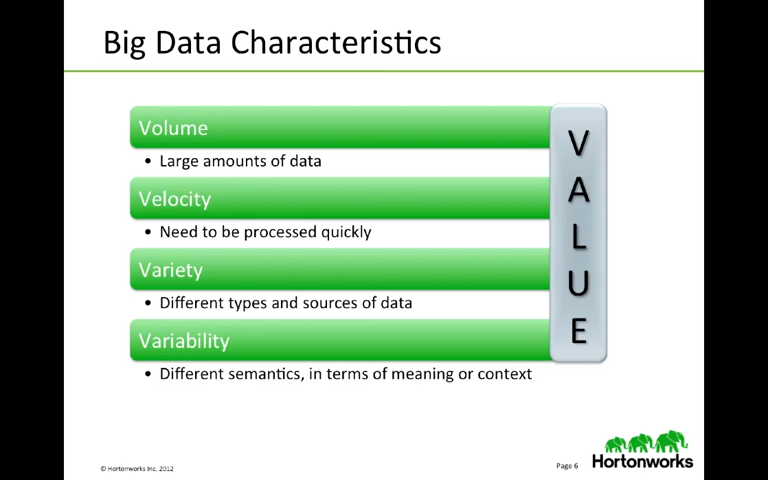 Big Data Characteristics
Volume
• Large amounts of data
Velocity
• Need to be processed quickly
Variety
• Different types and sources of data
Variability
• Different semantics, in terms of meaning or context
V
A
L
U
E
© Hortonworks Inc. 2012
Page 6
Hortonworks